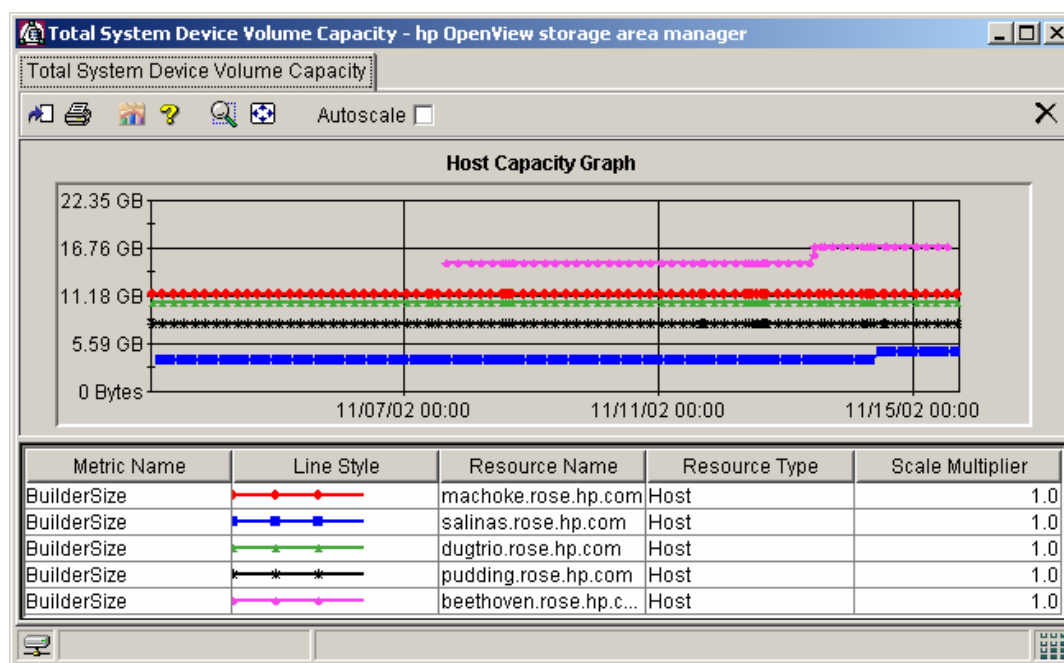 Total System Device Volume Capacity - hp OpenView storage area manager
Total System Device Volume Capacity
Autoscale
Host Capacity Graph
22.35 GB
16.76 GB
11.18 GB
5.59 GB
0 Bytes
11/07/02 00:00 11/11/02 00:00 11/15/02 00:00
Metric Name Line Style Resource Name Resource Type Scale Multiplier
BuilderSize machoke.rose.hp.com Host 1.0
BuilderSize salinas.rose.hp.com Host 1.0
BuilderSize dugtrio.rose.hp.com Host 1.0
BuilderSize pudding.rose.hp.com Host 1.0
BuilderSize beethoven.rose.hp.c... Host 1.0